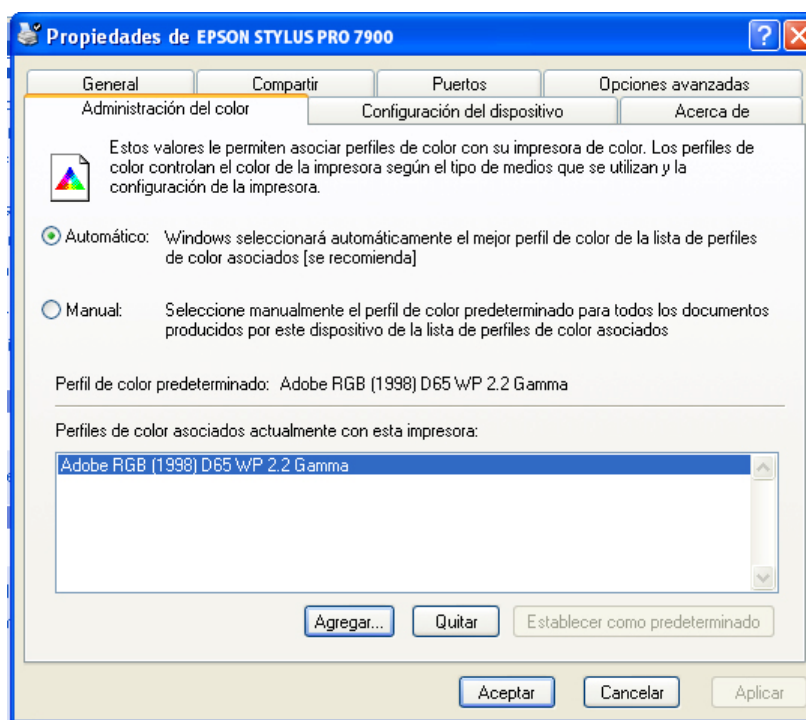 Propiedades de EPSON STYLUS PRO 7900
General
Compartir
Puertos
Opciones avanzadas
Administración del color
Configuración del dispositivo
Acerca de
Estos valores le permiten asociar perfiles de color con su impresora de color. Los perfiles de
color controlan el color de la impresora según el tipo de medios que se utilizan y la
configuración de la impresora.
Automático: Windows seleccionará automáticamente el mejor perfil de color de la lista de perfiles
de color asociados [se recomienda]
Manual: Seleccione manualmente el perfil de color predeterminado para todos los documentos
producidos por este dispositivo de la lista de perfiles de color asociados
Perfil de color predeterminado: Adobe RGB (1998) D65 WP 2.2 Gamma
Perfiles de color asociados actualmente con esta impresora:
Adobe RGB (1998) D65 WP 2.2 Gamma
Agregar...
Quitar
Establecer como predeterminado
Aceptar
Cancelar
Aplicar